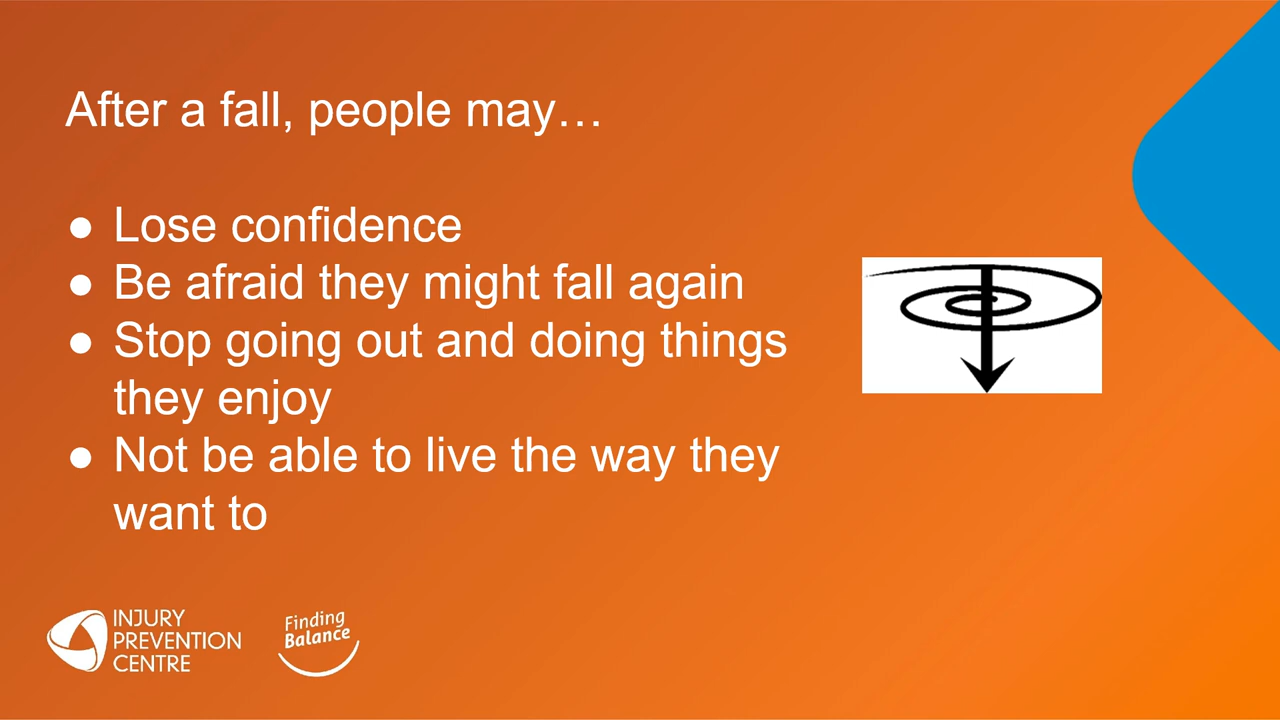 After a fall, people may…
● Lose confidence
● Be afraid they might fall again
● Stop going out and doing things
they enjoy
● Not be able to live the way they
want to
INJURY
PREVENTION
CENTRE
Finding
Balance